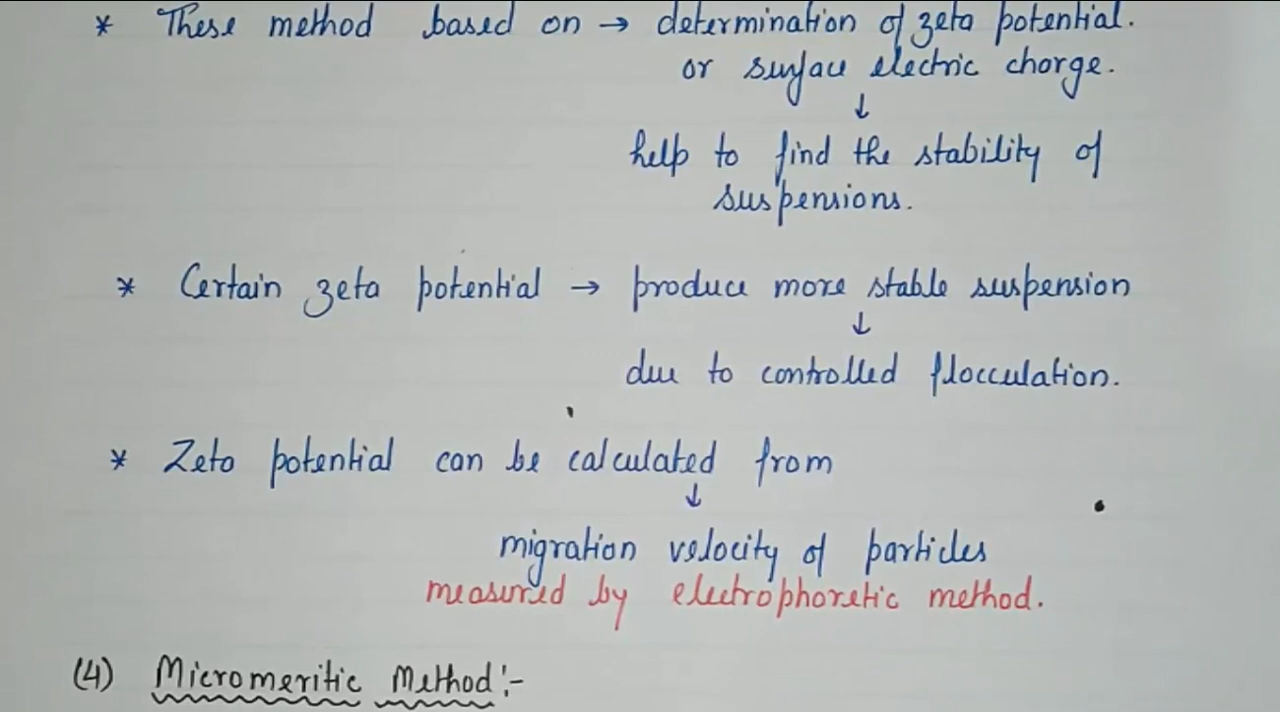 * These method based on → determination of zeta potential.
or surface electric charge.
↓
help to find the stability of
suspensions.
* Certain zeta potential → produce more stable suspension
↓
due to controlled flocculation.
* Zeta potential can be calculated from
↓
migration velocity of particles
measured by electrophoretic method.
(4) Micromeritic Method :-